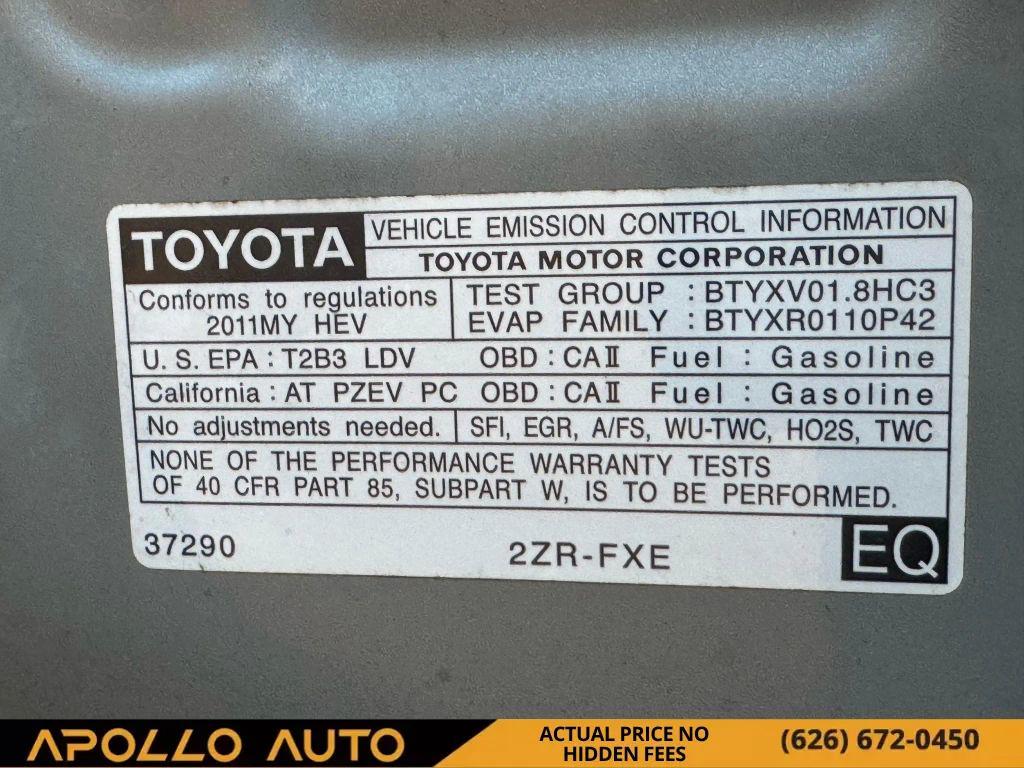 TOYOTA
VEHICLE EMISSION CONTROL INFORMATION
TOYOTA MOTOR CORPORATION
Conforms to regulations
2011MY HEV
TEST GROUP : BTYXV01.8HC3
EVAP FAMILY : BTYXR0110P42
U. S. EPA : T2B3 LDV OBD : CAⅡ Fuel : Gasoline
California : AT PZEV PC OBD : CAⅡ Fuel : Gasoline
No adjustments needed.
SFI, EGR, A/FS, WU-TWC, HO2S, TWC
NONE OF THE PERFORMANCE WARRANTY TESTS
OF 40 CFR PART 85, SUBPART W, IS TO BE PERFORMED.
37290 2ZR-FXE EQ
APOLLO AUTO
ACTUAL PRICE NO
HIDDEN FEES
(626) 672-0450